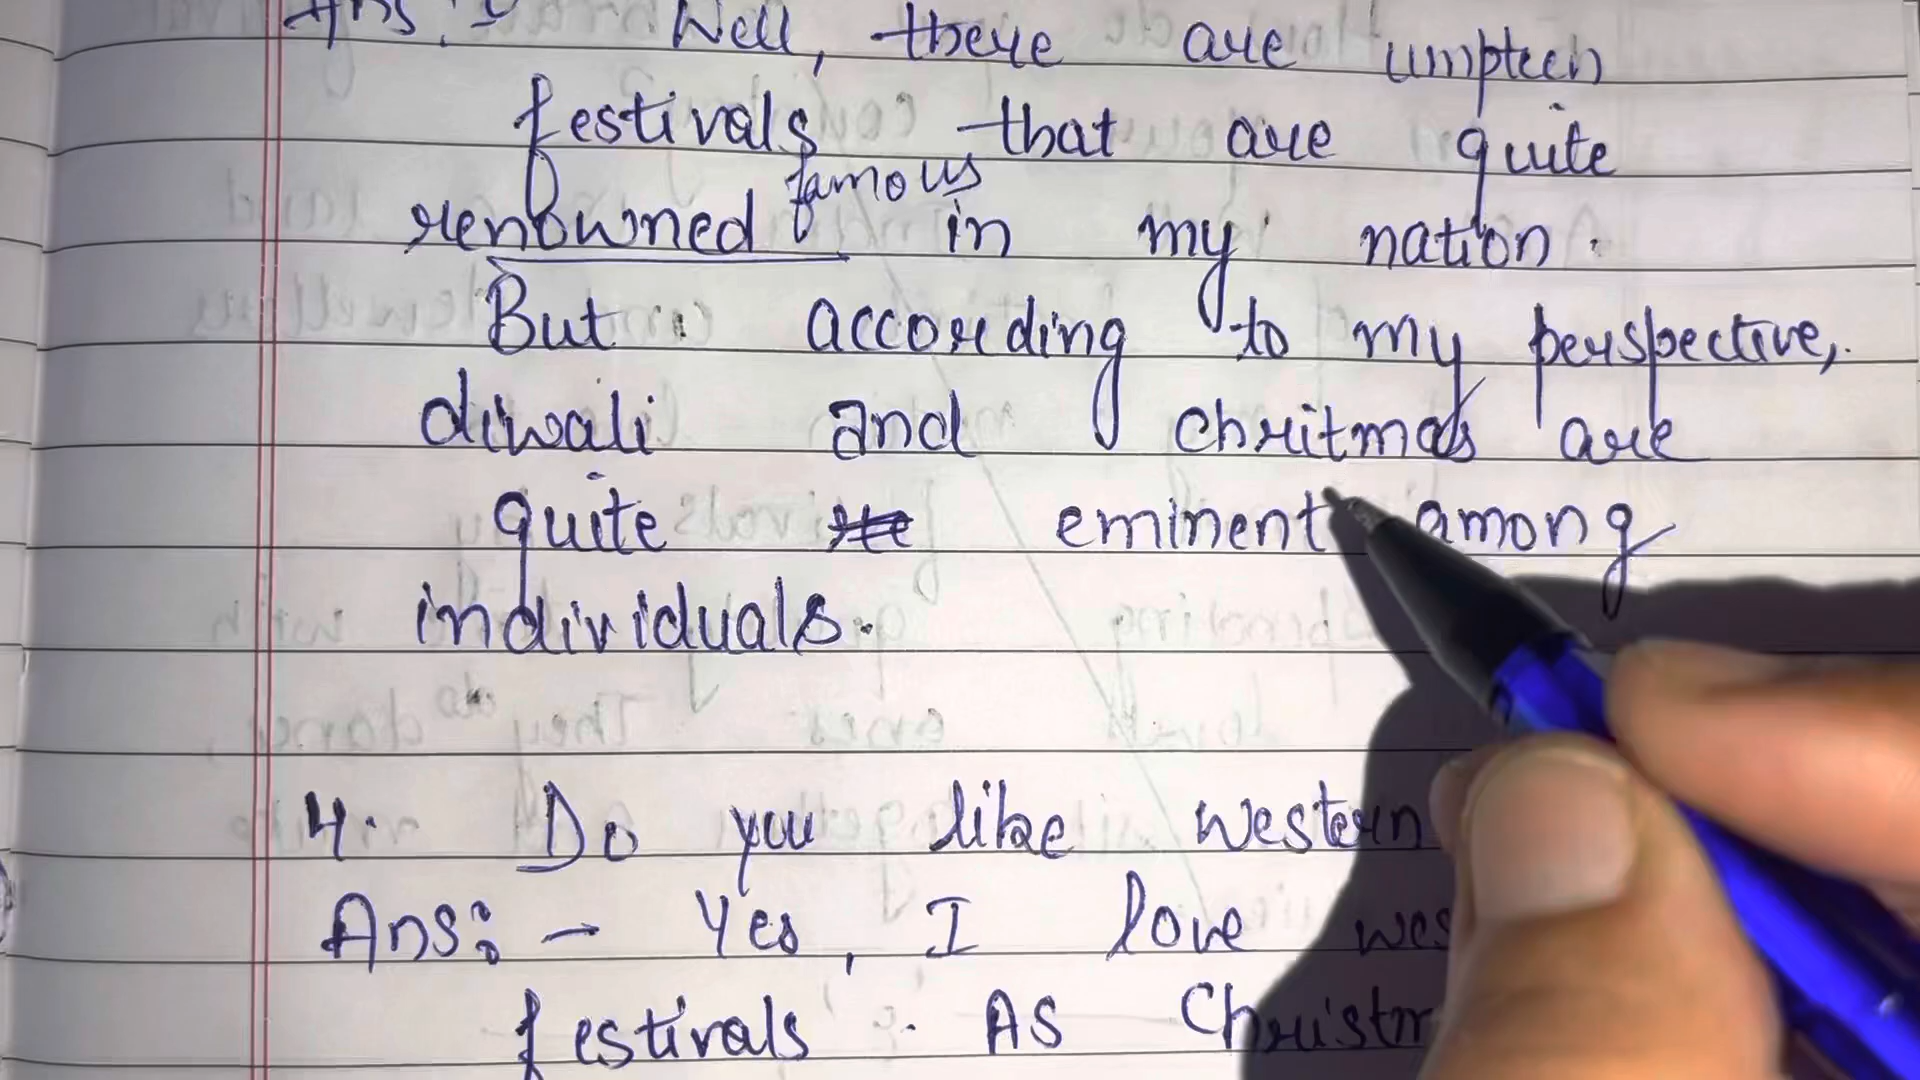 Ans :- Well, there are umpteen
festivals that are quite
famous
renowned in my nation.
But according to my perspective,
diwali and chritmas are
quite eminent among
individuals.
4. Do you like western
Ans: - Yes, I love wes
festivals. As Christm